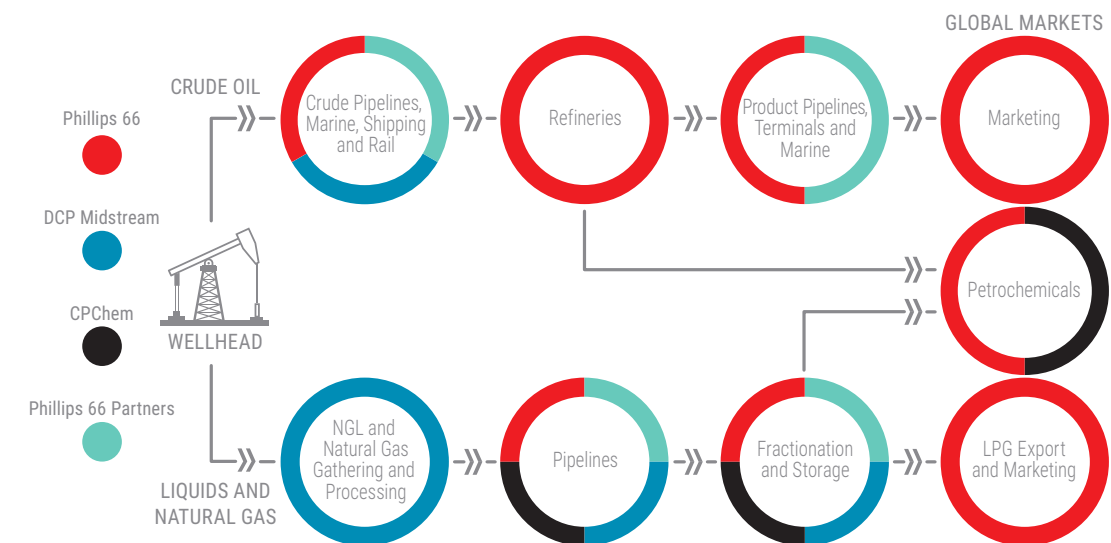 GLOBAL MARKETS
CRUDE OIL
Phillips 66
DCP Midstream
CPChem
Phillips 66 Partners
WELLHEAD
Crude Pipelines,
Marine, Shipping
and Rail
Refineries
Product Pipelines,
Terminals and
Marine
Marketing
Petrochemicals
LIQUIDS AND
NATURAL GAS
NGL and
Natural Gas
Gathering and
Processing
Pipelines
Fractionation
and Storage
LPG Export
and Marketing